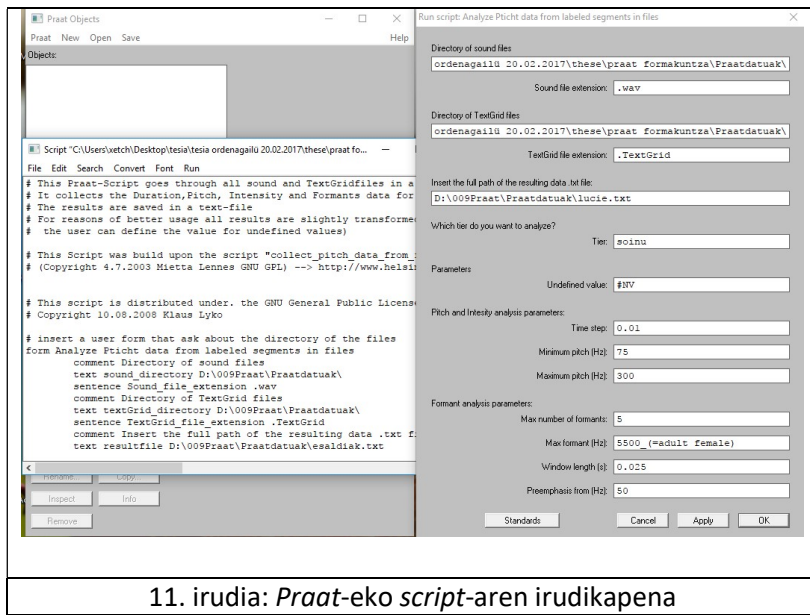 Praat Objects
Praat New Open Save Help
Objects:
Script "C:\Users\xetch\Desktop\tesia\tesia ordenagailü 20.02.2017\these\praat fo...
File Edit Search Convert Font Run
# This Praat-Script goes through all sound and TextGridfiles in a
# It collects the Duration,Pitch, Intensity and Formants data for
# The results are saved in a text-file
# For reasons of better usage all results are slightly transforme
# the user can define the value for undefined values)
# This Script was build upon the script "collect_pitch_data_from_
# (Copyright 4.7.2003 Mietta Lennes GNU GPL) --> http://www.helsi
# This script is distributed under. the GNU General Public Licens
# Copyright 10.08.2008 Klaus Lyko
# insert a user form that ask about the directory of the files
form Analyze Pticht data from labeled segments in files
comment Directory of sound files
text sound_directory D:\009Praat\Praatdatuak\
sentence Sound_file_extension .wav
comment Directory of TextGrid files
text textGrid_directory D:\009Praat\Praatdatuak\
sentence TextGrid_file_extension .TextGrid
comment Insert the full path of the resulting data .txt fi
text resultfile D:\009Praat\Praatdatuak\esaldiak.txt
Rename... Copy...
Inspect Info
Remove
Run script: Analyze Pticht data from labeled segments in files
Directory of sound files
ordenagailü 20.02.2017\these\praat formakuntza\Praatdatuak\
Sound file extension: .wav
Directory of TextGrid files
ordenagailü 20.02.2017\these\praat formakuntza\Praatdatuak\
TextGrid file extension: .TextGrid
Insert the full path of the resulting data .txt file:
D:\009Praat\Praatdatuak\lucie.txt
Which tier do you want to analyze?
Tier: soinu
Parameters
Undefined value: #NV
Pitch and Intesity analysis parameters:
Time step: 0.01
Minimum pitch (Hz): 75
Maximum pitch (Hz): 300
Formant analysis parameters:
Max number of formants: 5
Max formant (Hz): 5500_(=adult female)
Window length (s): 0.025
Preemphasis from (Hz): 50
Standards Cancel Apply OK
11. irudia: Praat-eko script-aren irudikapena